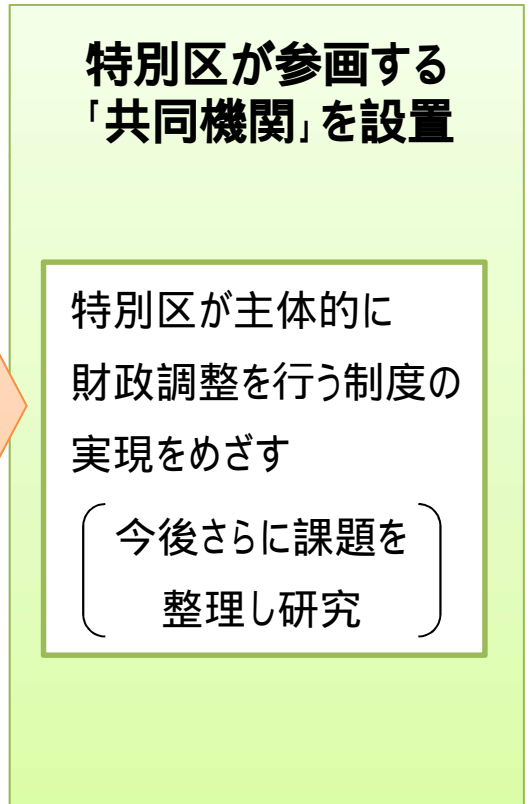 特別区が参画する
「共同機関」を設置
特別区が主体的に
財政調整を行う制度の
実現をめざす
今後さらに課題を
整理し研究